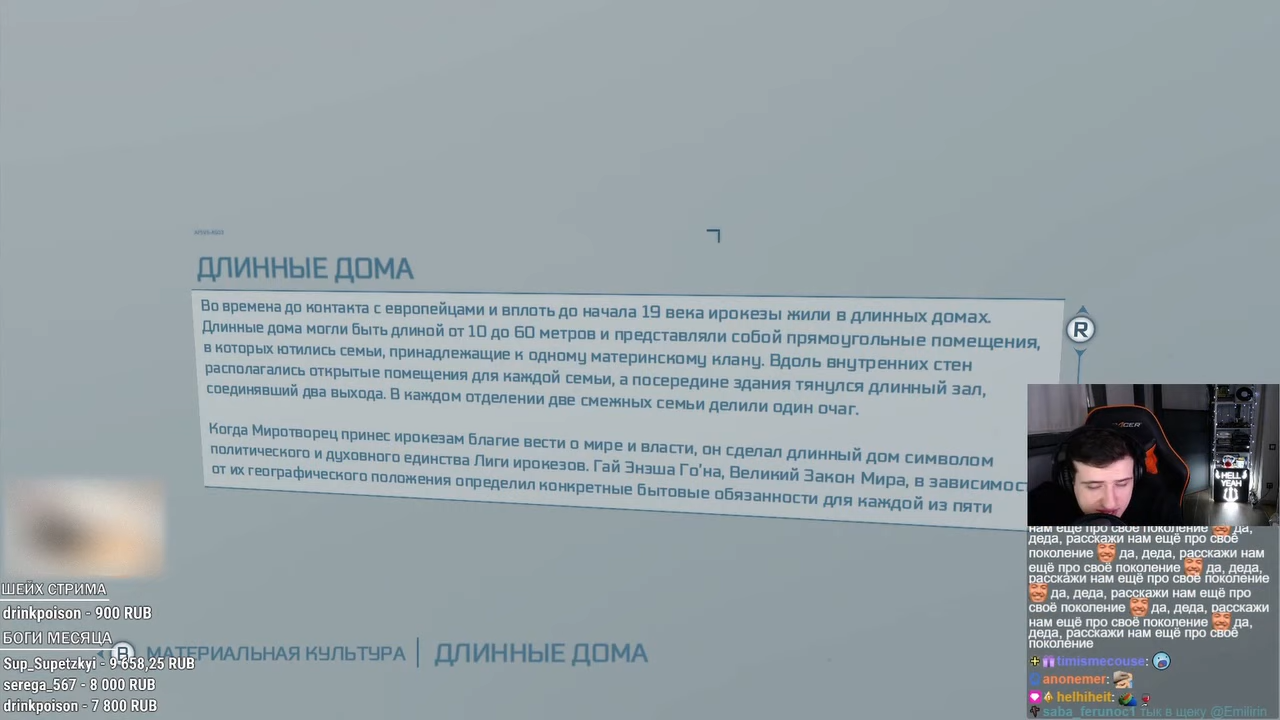 ДЛИННЫЕ ДОМА
Во времена до контакта с европейцами и вплоть до начала 19 века ирокезы жили в длинных домах.
Длинные дома могли быть длиной от 10 до 60 метров и представляли собой прямоугольные помещения,
в которых ютились семьи, принадлежащие к одному материнскому клану. Вдоль внутренних стен
располагались открытые помещения для каждой семьи, а посередине здания тянулся длинный зал,
соединявший два выхода. В каждом отделении две смежных семьи делили один очаг.
Когда Миротворец принес ирокезам Благие вести о мире и власти, он сделал длинный дом символом
политического и духовного единства Лиги ирокезов. Гай Энэша Го'на, Великий Закон Мира, в зависимост
от их географического положения определил конкретные бытовые обязанности для каждой из пяти
R
HELL
YEAH
нам ещё про своё поколение да,
деда, расскажи нам ещё про своё
поколение да, деда, расскажи нам
ещё про своё поколение да, деда,
расскажи нам ещё про своё поколение
да, деда, расскажи нам ещё про
своё поколение да, деда, расскажи
нам ещё про своё поколение да,
деда, расскажи нам ещё про своё
поколение
timismecouse:
anonemer:
helhiheit:
saba_ferunoc1 тык в щеку @Emilirin
ШЕЙХ СТРИМА
drinkpoison - 900 RUB
БОГИ МЕСЯЦА
Sup_Supetzkyi - 9 658,25 RUB
serega_567 - 8 000 RUB
drinkpoison - 7 800 RUB
B МАТЕРИАЛЬНАЯ КУЛЬТУРА | ДЛИННЫЕ ДОМА